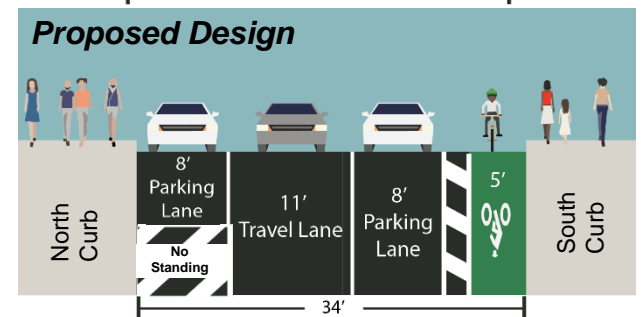 Proposed Design
8’
Parking
Lane
No
Standing
11’
Travel Lane
8’
Parking
Lane
5’
North
Curb
South
Curb
34’